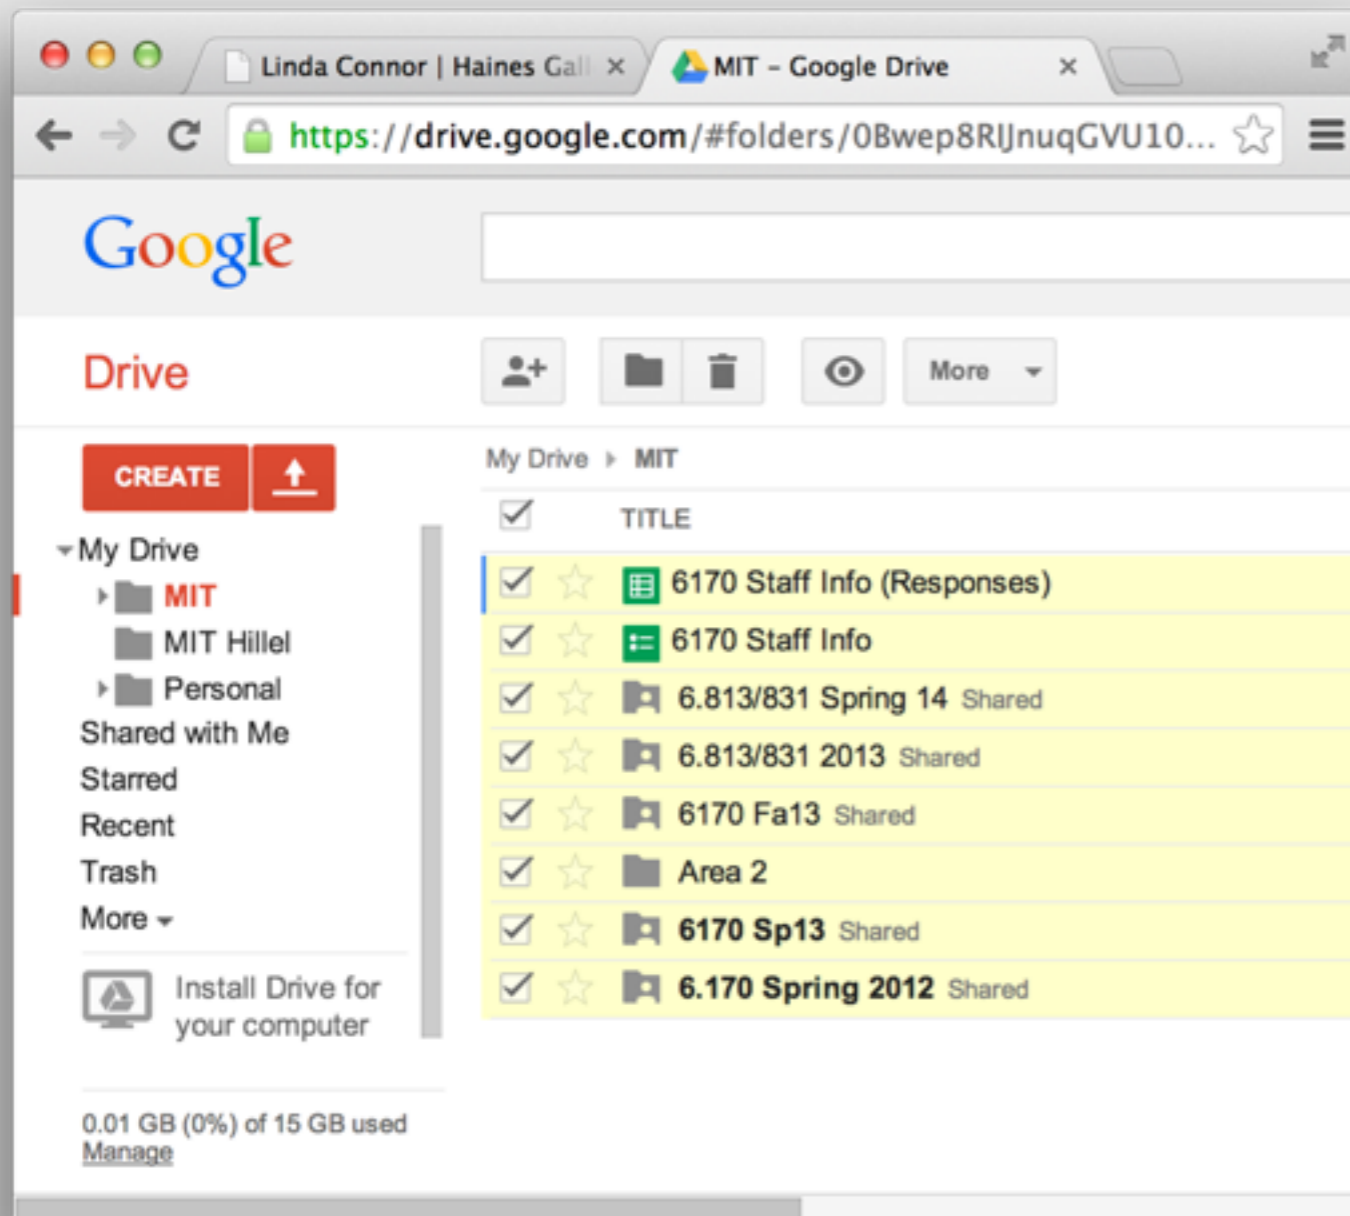 Linda Connor | Haines Gall
MIT – Google Drive
https://drive.google.com/#folders/0Bwep8RIJnuqGVU10...
Google
Drive
More
CREATE
My Drive
MIT
MIT Hillel
Personal
Shared with Me
Starred
Recent
Trash
More
Install Drive for
your computer
0.01 GB (0%) of 15 GB used
Manage
My Drive MIT
TITLE
6170 Staff Info (Responses)
6170 Staff Info
6.813/831 Spring 14 Shared
6.813/831 2013 Shared
6170 Fa13 Shared
Area 2
6170 Sp13 Shared
6.170 Spring 2012 Shared